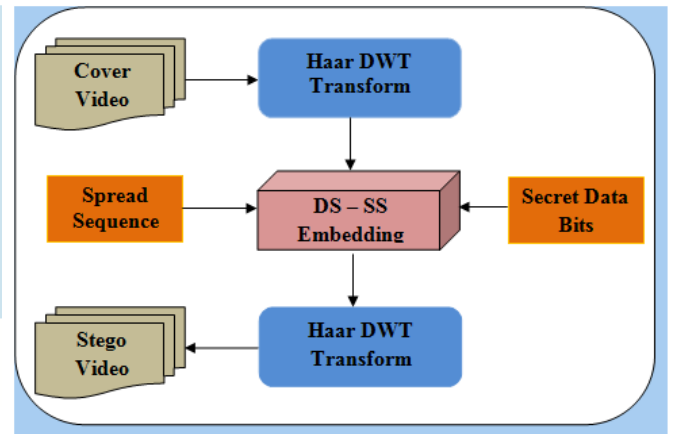 Cover
Video
Haar DWT
Transform
Spread
Sequence
DS – SS
Embedding
Secret Data
Bits
Stego
Video
Haar DWT
Transform